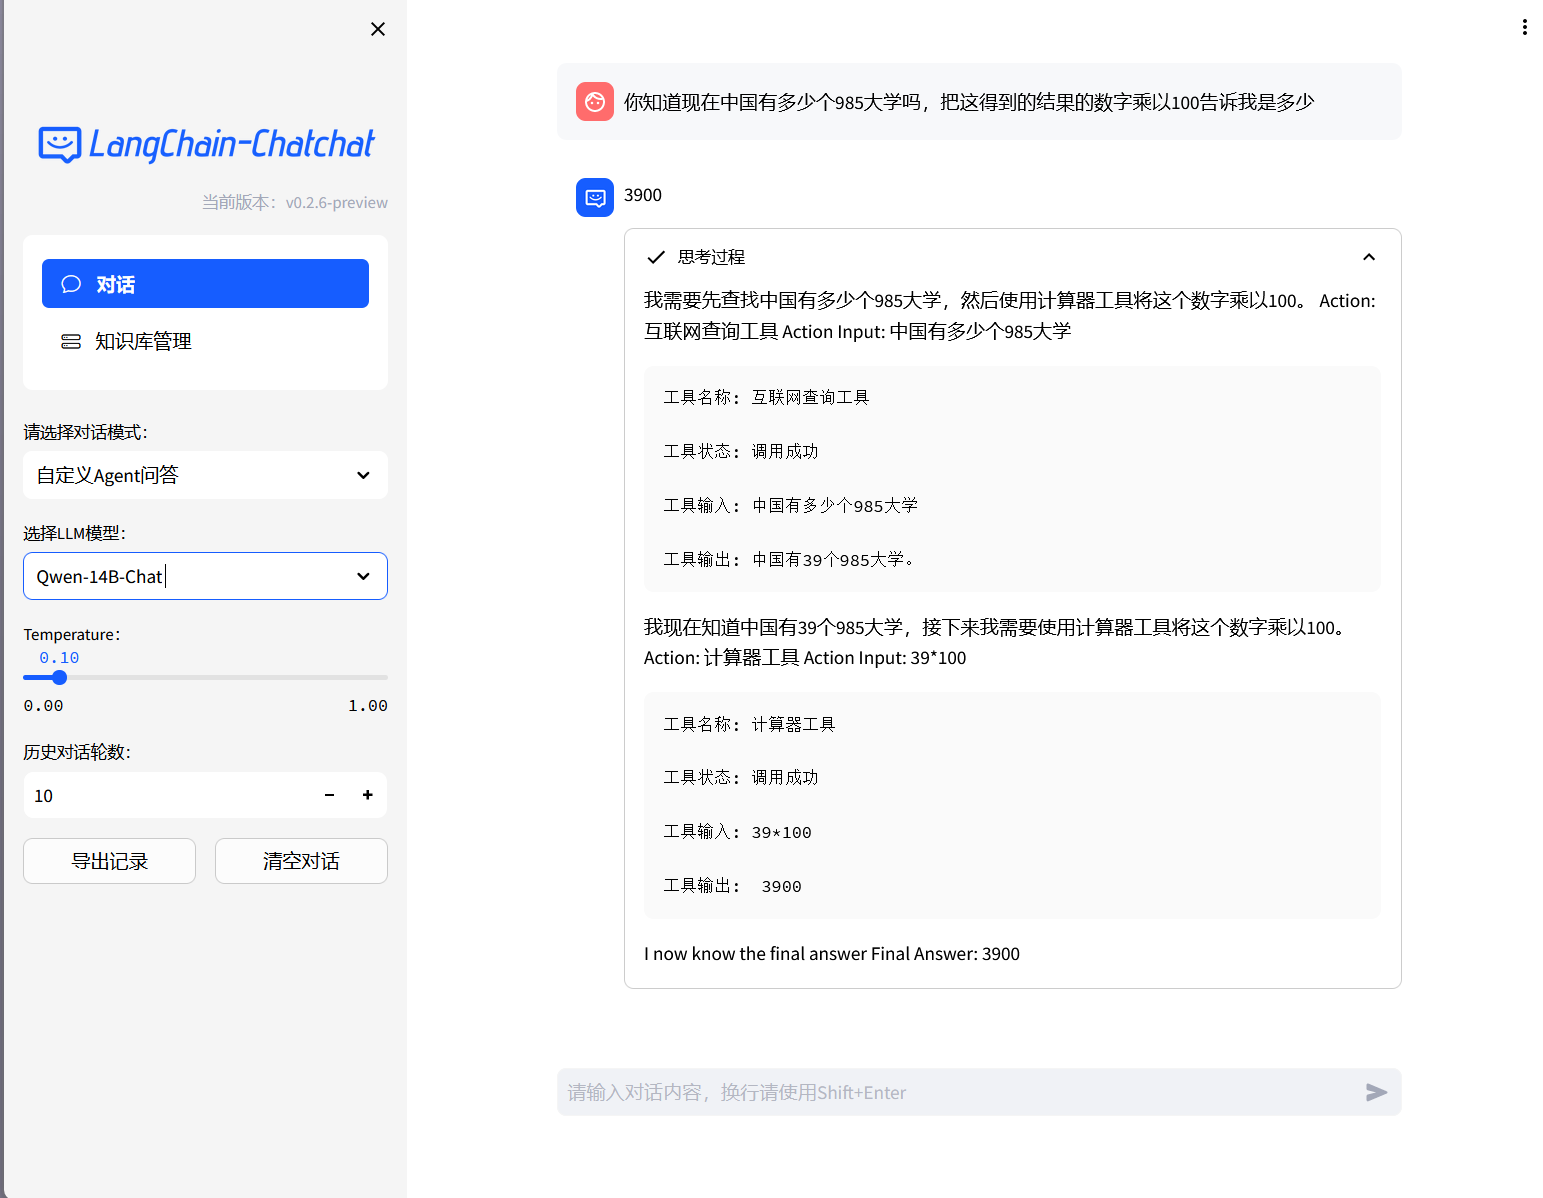 LangChain-Chatchat
当前版本：v0.2.6-preview
对话
知识库管理
请选择对话模式：
自定义Agent问答
选择LLM模型：
Qwen-14B-Chat
Temperature：
0.10
0.00 1.00
历史对话轮数：
10
导出记录 清空对话
你知道现在中国有多少个985大学吗，把这得到的结果的数字乘以100告诉我是多少
3900
思考过程
我需要先查找中国有多少个985大学，然后使用计算器工具将这个数字乘以100。 Action:
互联网查询工具 Action Input: 中国有多少个985大学
工具名称: 互联网查询工具
工具状态: 调用成功
工具输入: 中国有多少个985大学
工具输出: 中国有39个985大学。
我现在知道中国有39个985大学，接下来我需要使用计算器工具将这个数字乘以100。
Action: 计算器工具 Action Input: 39*100
工具名称: 计算器工具
工具状态: 调用成功
工具输入: 39*100
工具输出: 3900
I now know the final answer Final Answer: 3900
请输入对话内容，换行请使用Shift+Enter